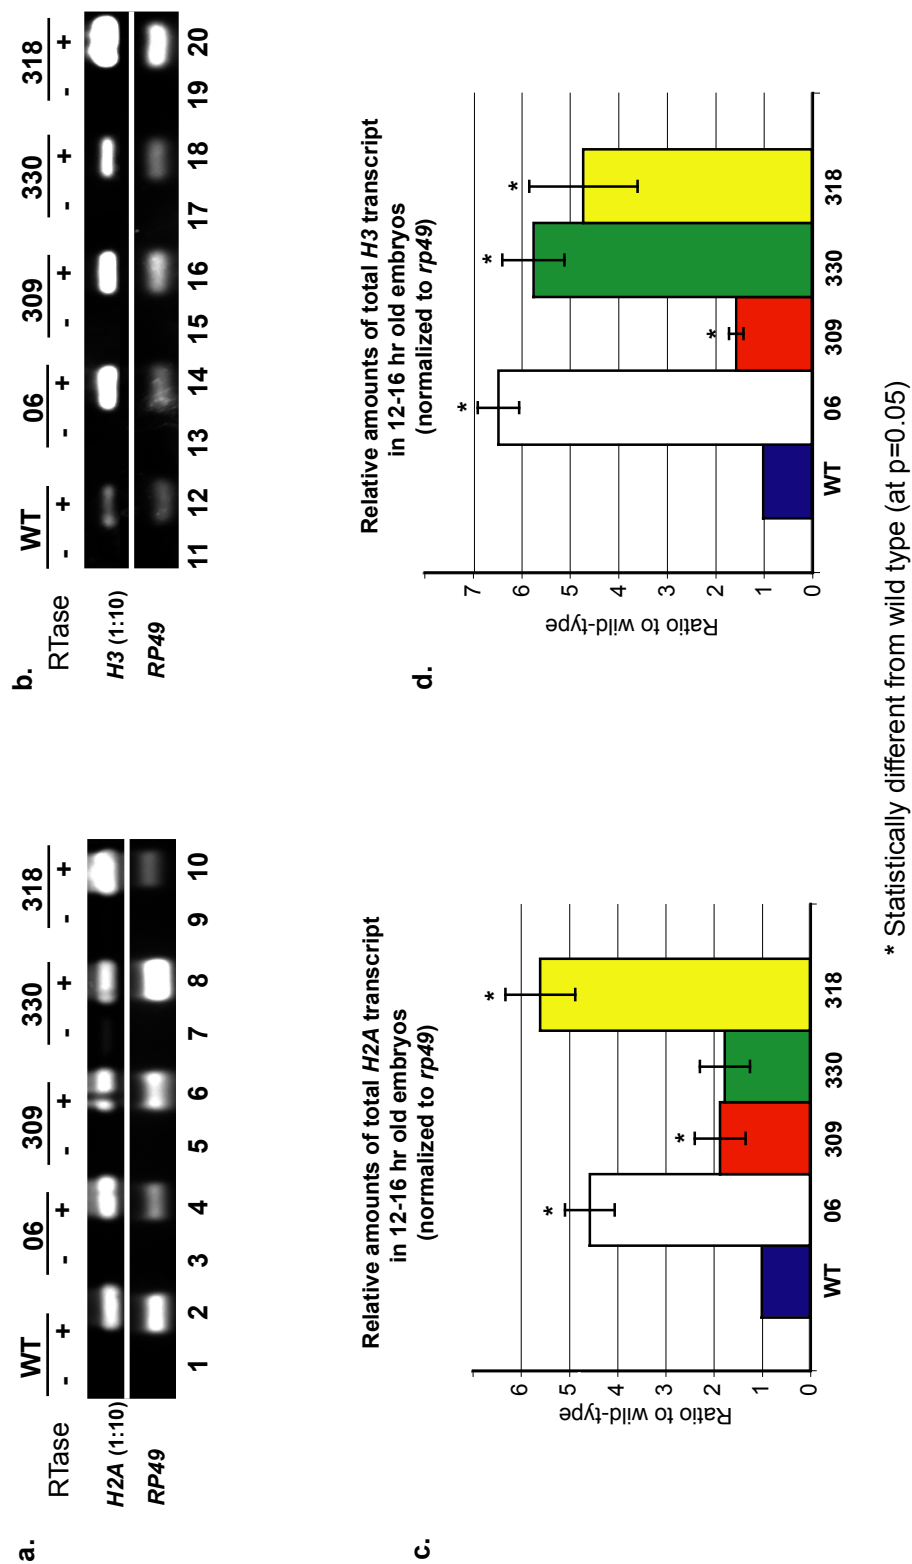 a.
WT 06 309 330 318
RTase - + - + - + - + - +
H2A (1:10)
RP49
1 2 3 4 5 6 7 8 9 10
b.
WT 06 309 330 318
RTase - + - + - + - + - +
H3 (1:10)
RP49
11 12 13 14 15 16 17 18 19 20
c.
Relative amounts of total H2A transcript
in 12-16 hr old embryos
(normalized to rp49)
Ratio to wild-type
6
5
4
3
2
1
0
* * *
WT 06 309 330 318
d.
Relative amounts of total H3 transcript
in 12-16 hr old embryos
(normalized to rp49)
Ratio to wild-type
7
6
5
4
3
2
1
0
* * * *
WT 06 309 330 318
* Statistically different from wild type (at p=0.05)